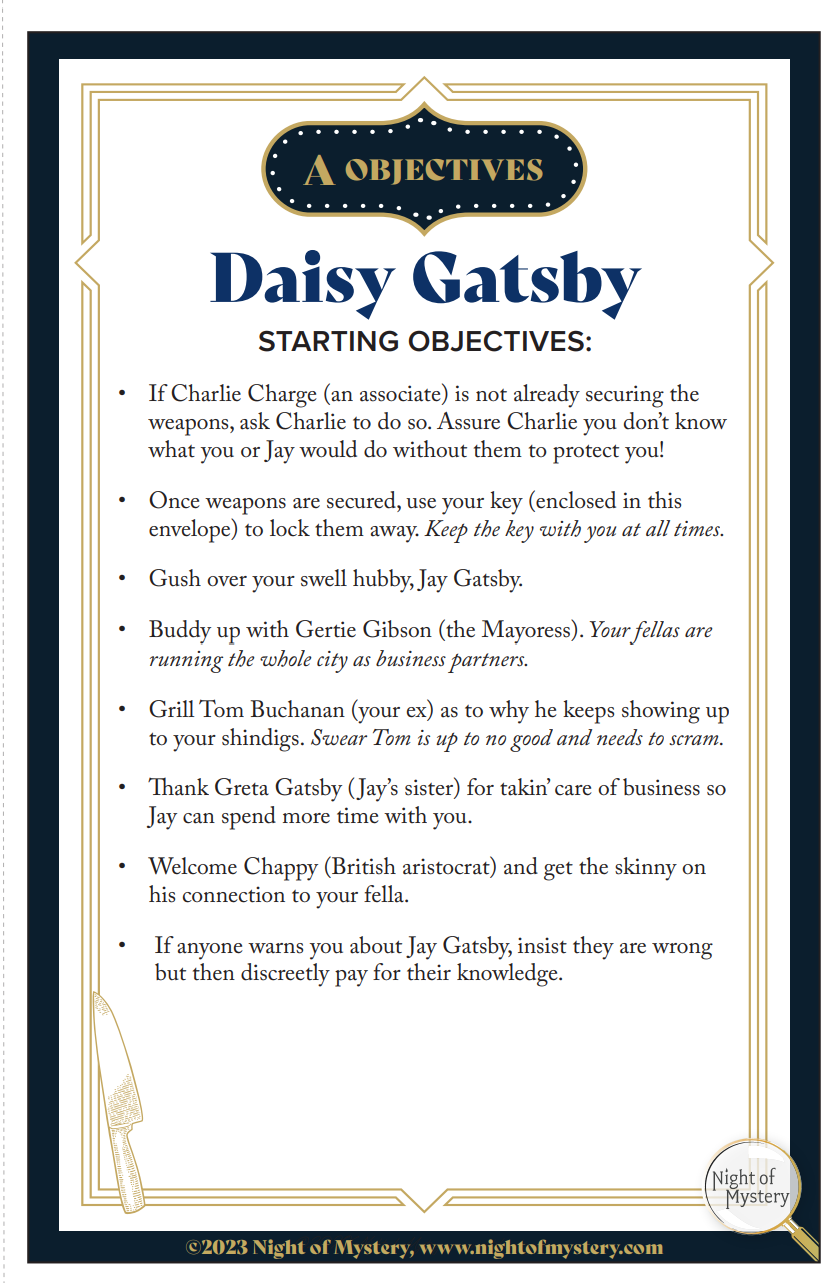 A OBJECTIVES
Daisy Gatsby
STARTING OBJECTIVES:
• If Charlie Charge (an associate) is not already securing the
weapons, ask Charlie to do so. Assure Charlie you don’t know
what you or Jay would do without them to protect you!
• Once weapons are secured, use your key (enclosed in this
envelope) to lock them away. Keep the key with you at all times.
• Gush over your swell hubby, Jay Gatsby.
• Buddy up with Gertie Gibson (the Mayoress). Your fellas are
running the whole city as business partners.
• Grill Tom Buchanan (your ex) as to why he keeps showing up
to your shindigs. Swear Tom is up to no good and needs to scram.
• Thank Greta Gatsby (Jay’s sister) for takin’ care of business so
Jay can spend more time with you.
• Welcome Chappy (British aristocrat) and get the skinny on
his connection to your fella.
• If anyone warns you about Jay Gatsby, insist they are wrong
but then discreetly pay for their knowledge.
Night of
Mystery
©2023 Night of Mystery, www.nightofmystery.com